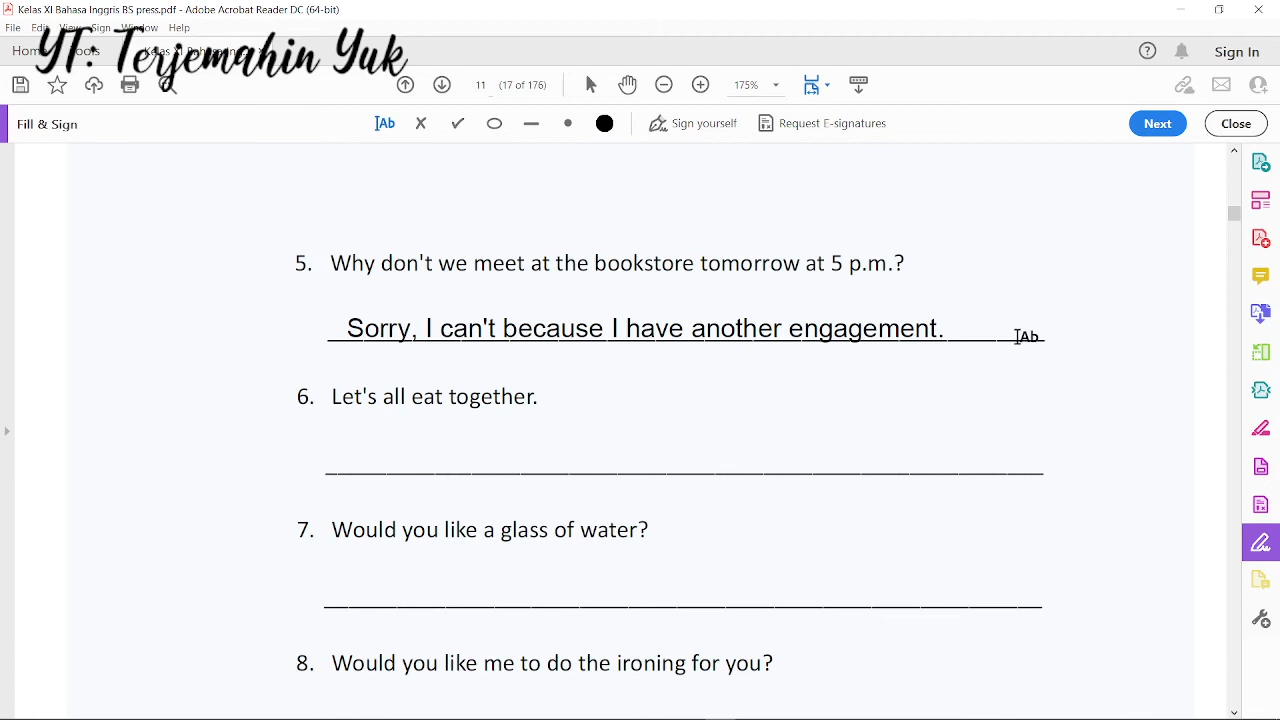 Kelas XI Bahasa Inggris BS press.pdf - Adobe Acrobat Reader DC (64-bit)
File Edit View Sign Window Help
YT: Terjemahin Yuk
Home Tools Sign In
11 (17 of 176) 175%
Fill & Sign Ab Sign yourself Request E-signatures Next Close
5. Why don't we meet at the bookstore tomorrow at 5 p.m.?
Sorry, I can't because I have another engagement. Ab
6. Let's all eat together.
7. Would you like a glass of water?
8. Would you like me to do the ironing for you?